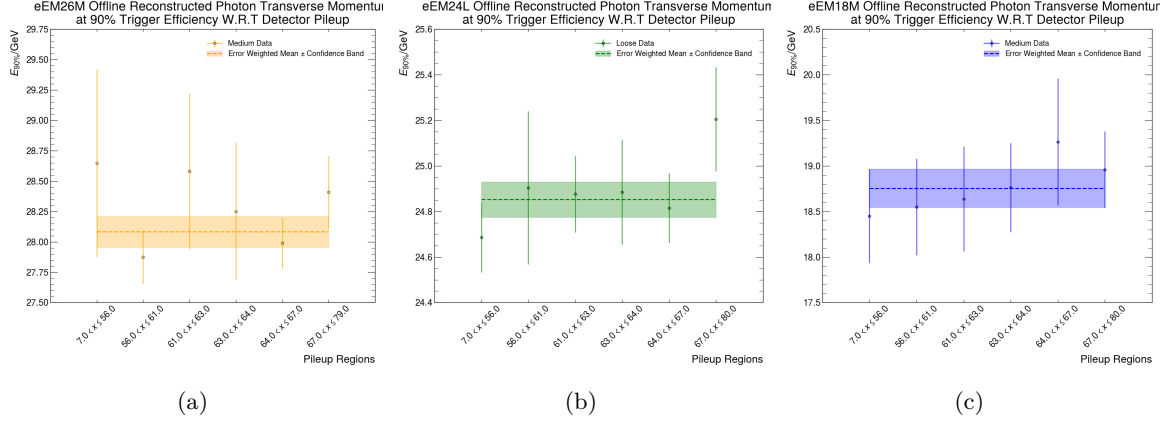 eEM26M Offline Reconstructed Photon Transverse Momentum
at 90% Trigger Efficiency W.R.T Detector Pileup
E90%/GeV
29.75
29.50
29.25
29.00
28.75
28.50
28.25
28.00
27.75
27.50
Medium Data
Error Weighted Mean ± Confidence Band
7.0 < x ≤ 56.0
56.0 < x ≤ 61.0
61.0 < x ≤ 63.0
63.0 < x ≤ 64.0
64.0 < x ≤ 67.0
67.0 < x ≤ 79.0
Pileup Regions
(a)
eEM24L Offline Reconstructed Photon Transverse Momentum
at 90% Trigger Efficiency W.R.T Detector Pileup
E90%/GeV
25.6
25.4
25.2
25.0
24.8
24.6
24.4
Loose Data
Error Weighted Mean ± Confidence Band
7.0 < x ≤ 56.0
56.0 < x ≤ 61.0
61.0 < x ≤ 63.0
63.0 < x ≤ 64.0
64.0 < x ≤ 67.0
67.0 < x ≤ 80.0
Pileup Regions
(b)
eEM18M Offline Reconstructed Photon Transverse Momentum
at 90% Trigger Efficiency W.R.T Detector Pileup
E90%/GeV
20.5
20.0
19.5
19.0
18.5
18.0
17.5
Medium Data
Error Weighted Mean ± Confidence Band
7.0 < x ≤ 56.0
56.0 < x ≤ 61.0
61.0 < x ≤ 63.0
63.0 < x ≤ 64.0
64.0 < x ≤ 67.0
67.0 < x ≤ 80.0
Pileup Regions
(c)